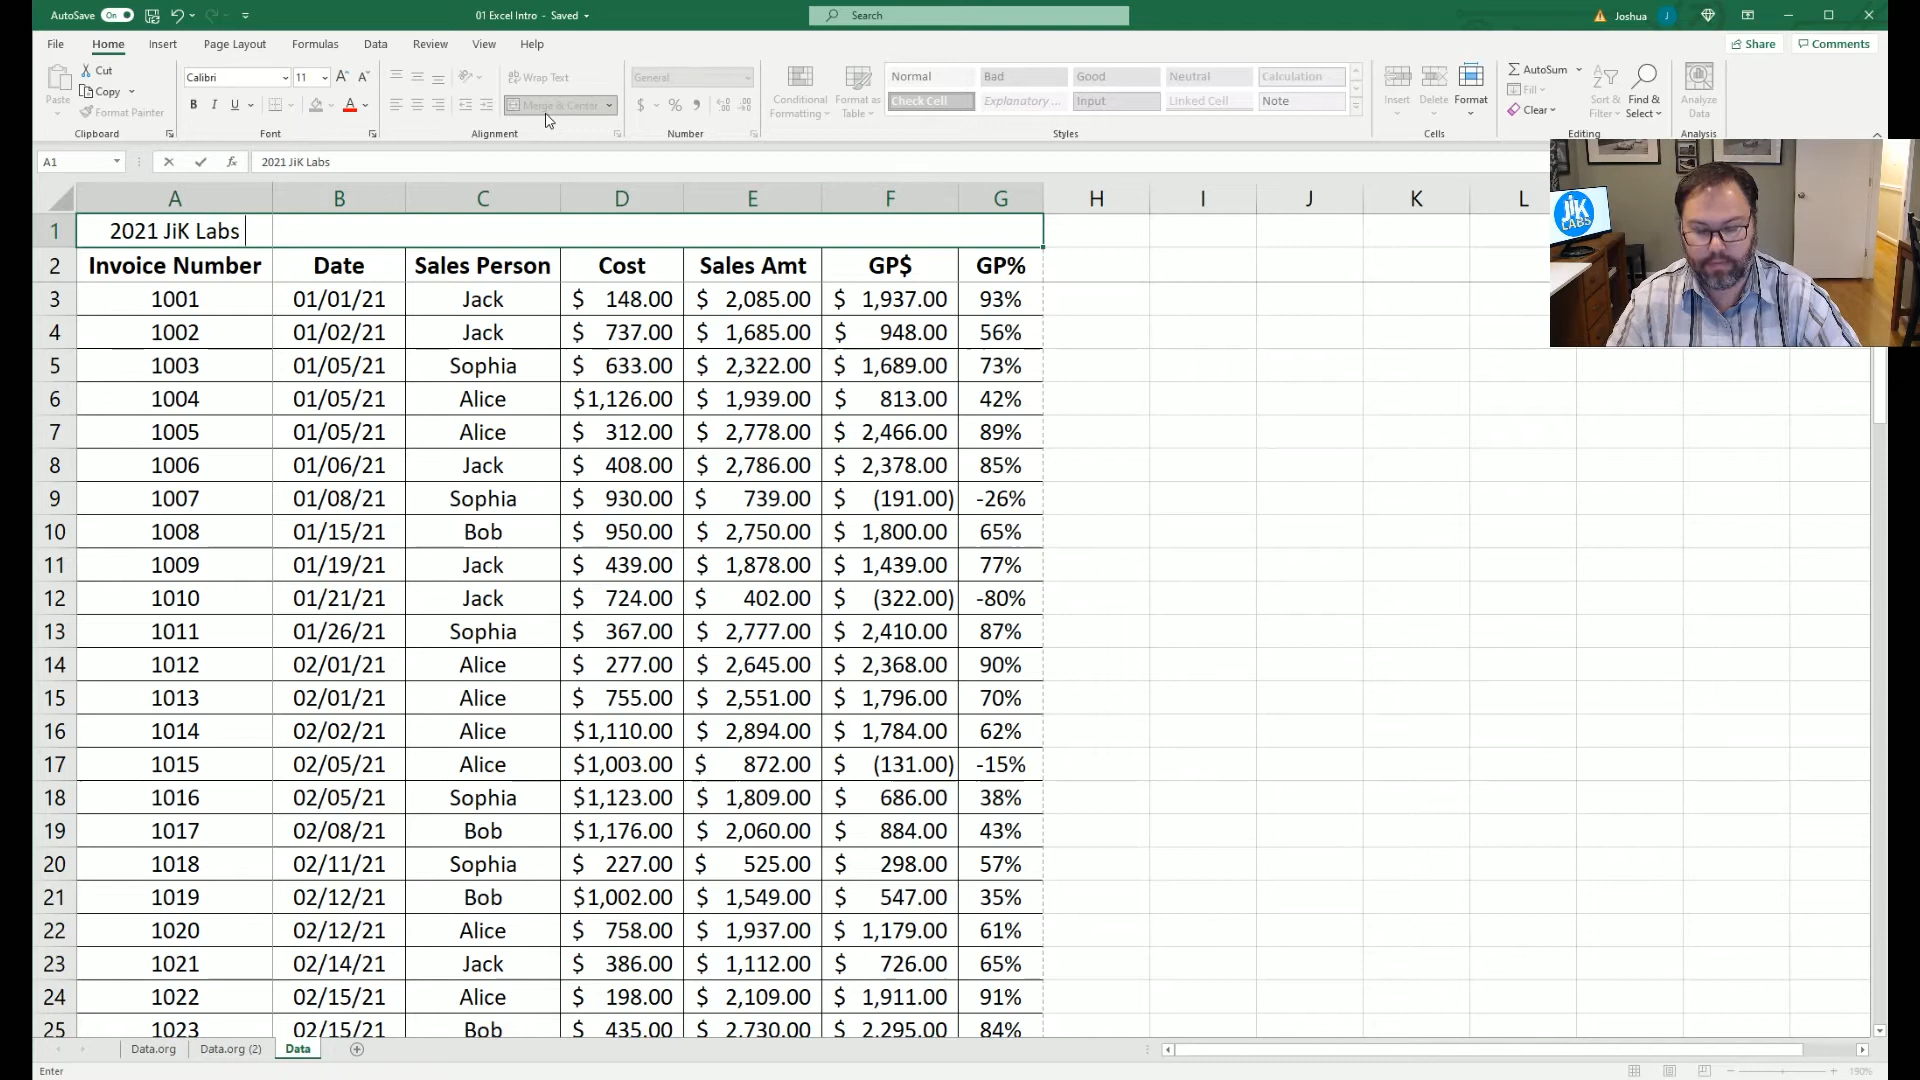 AutoSave On 01 Excel Intro - Saved Search Joshua J
File Home Insert Page Layout Formulas Data Review View Help Share Comments
Paste Cut Copy Format Painter Clipboard
Calibri 11 A^ A˅ B I U A Font
ab Wrap Text Merge & Center Alignment
General $ % , Number
Conditional Formatting Format as Table
Normal Bad Good Neutral Calculation
Check Cell Explanatory ... Input Linked Cell Note
Styles
Insert Delete Format Cells
AutoSum Fill Clear Sort & Filter Find & Select Editing
Analyze Data Analysis
A1 fx 2021 JiK Labs
A B C D E F G H I J K L
1 2021 JiK Labs
2 Invoice Number Date Sales Person Cost Sales Amt GP$ GP%
3 1001 01/01/21 Jack $ 148.00 $ 2,085.00 $ 1,937.00 93%
4 1002 01/02/21 Jack $ 737.00 $ 1,685.00 $ 948.00 56%
5 1003 01/05/21 Sophia $ 633.00 $ 2,322.00 $ 1,689.00 73%
6 1004 01/05/21 Alice $1,126.00 $ 1,939.00 $ 813.00 42%
7 1005 01/05/21 Alice $ 312.00 $ 2,778.00 $ 2,466.00 89%
8 1006 01/06/21 Jack $ 408.00 $ 2,786.00 $ 2,378.00 85%
9 1007 01/08/21 Sophia $ 930.00 $ 739.00 $ (191.00) -26%
10 1008 01/15/21 Bob $ 950.00 $ 2,750.00 $ 1,800.00 65%
11 1009 01/19/21 Jack $ 439.00 $ 1,878.00 $ 1,439.00 77%
12 1010 01/21/21 Jack $ 724.00 $ 402.00 $ (322.00) -80%
13 1011 01/26/21 Sophia $ 367.00 $ 2,777.00 $ 2,410.00 87%
14 1012 02/01/21 Alice $ 277.00 $ 2,645.00 $ 2,368.00 90%
15 1013 02/01/21 Alice $ 755.00 $ 2,551.00 $ 1,796.00 70%
16 1014 02/02/21 Alice $1,110.00 $ 2,894.00 $ 1,784.00 62%
17 1015 02/05/21 Alice $1,003.00 $ 872.00 $ (131.00) -15%
18 1016 02/05/21 Sophia $1,123.00 $ 1,809.00 $ 686.00 38%
19 1017 02/08/21 Bob $1,176.00 $ 2,060.00 $ 884.00 43%
20 1018 02/11/21 Sophia $ 227.00 $ 525.00 $ 298.00 57%
21 1019 02/12/21 Bob $1,002.00 $ 1,549.00 $ 547.00 35%
22 1020 02/12/21 Alice $ 758.00 $ 1,937.00 $ 1,179.00 61%
23 1021 02/14/21 Jack $ 386.00 $ 1,112.00 $ 726.00 65%
24 1022 02/15/21 Alice $ 198.00 $ 2,109.00 $ 1,911.00 91%
25 1023 02/15/21 Bob $ 435.00 $ 2,730.00 $ 2,295.00 84%
JiK LABS
Data.org Data.org (2) Data
Enter 190%